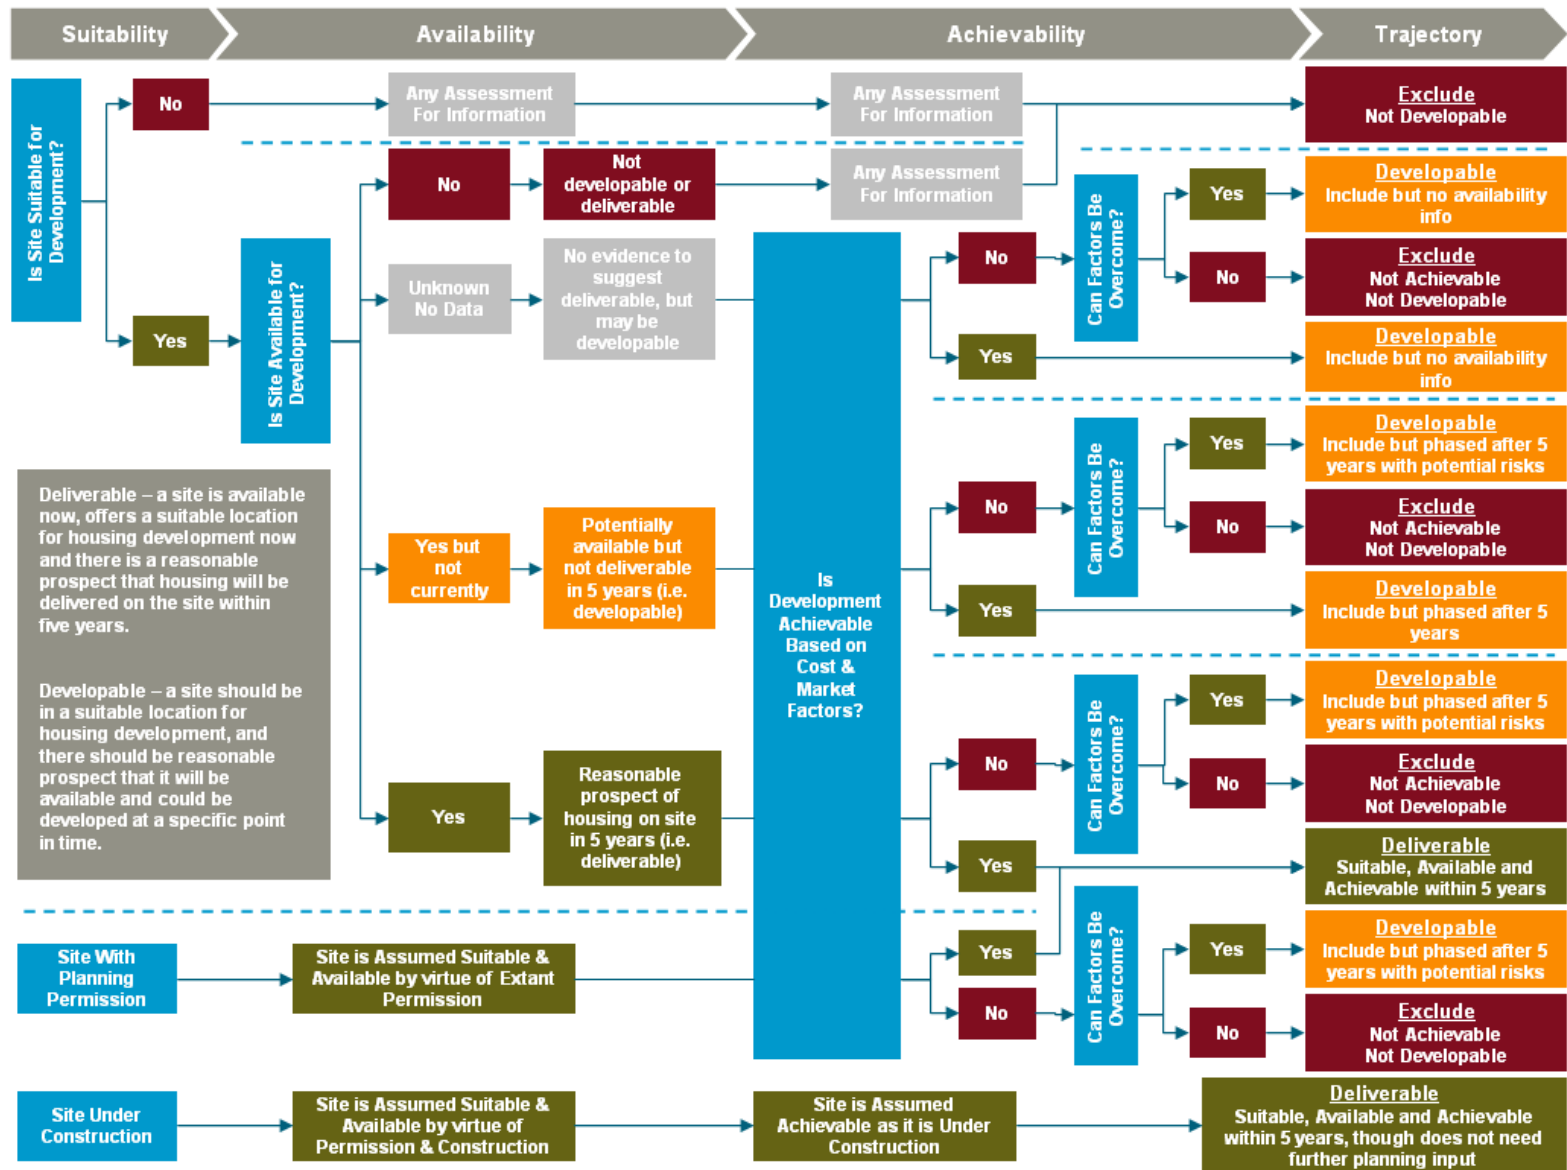 Suitability
Availability
Achievability
Trajectory
Is Site Suitable for
Development?
No
Any Assessment
For Information
Any Assessment
For Information
Exclude
Not Developable
Yes
Is Site Available for
Development?
No
Not
developable or
deliverable
Any Assessment
For Information
Unknown
No Data
No evidence to
suggest
deliverable, but
may be
developable
Yes but
not
currently
Potentially
available but
not deliverable
in 5 years (i.e.
developable)
Yes
Reasonable
prospect of
housing on site
in 5 years (i.e.
deliverable)
Is
Development
Achievable
Based on
Cost &
Market
Factors?
No
Can Factors Be
Overcome?
Yes
Developable
Include but no availability
info
No
Exclude
Not Achievable
Not Developable
Yes
Developable
Include but no availability
info
No
Can Factors Be
Overcome?
Yes
Developable
Include but phased after 5
years with potential risks
No
Exclude
Not Achievable
Not Developable
Yes
Developable
Include but phased after 5
years
No
Can Factors Be
Overcome?
Yes
Developable
Include but phased after 5
years with potential risks
No
Exclude
Not Achievable
Not Developable
Yes
Deliverable
Suitable, Available and
Achievable within 5 years
Deliverable – a site is available
now, offers a suitable location
for housing development now
and there is a reasonable
prospect that housing will be
delivered on the site within
five years.
Developable – a site should be
in a suitable location for
housing development, and
there should be reasonable
prospect that it will be
available and could be
developed at a specific point
in time.
Site With
Planning
Permission
Site is Assumed Suitable &
Available by virtue of Extant
Permission
Yes
No
Can Factors Be
Overcome?
Yes
Developable
Include but phased after 5
years with potential risks
No
Exclude
Not Achievable
Not Developable
Site Under
Construction
Site is Assumed Suitable &
Available by virtue of
Permission & Construction
Site is Assumed
Achievable as it is Under
Construction
Deliverable
Suitable, Available and Achievable
within 5 years, though does not need
further planning input